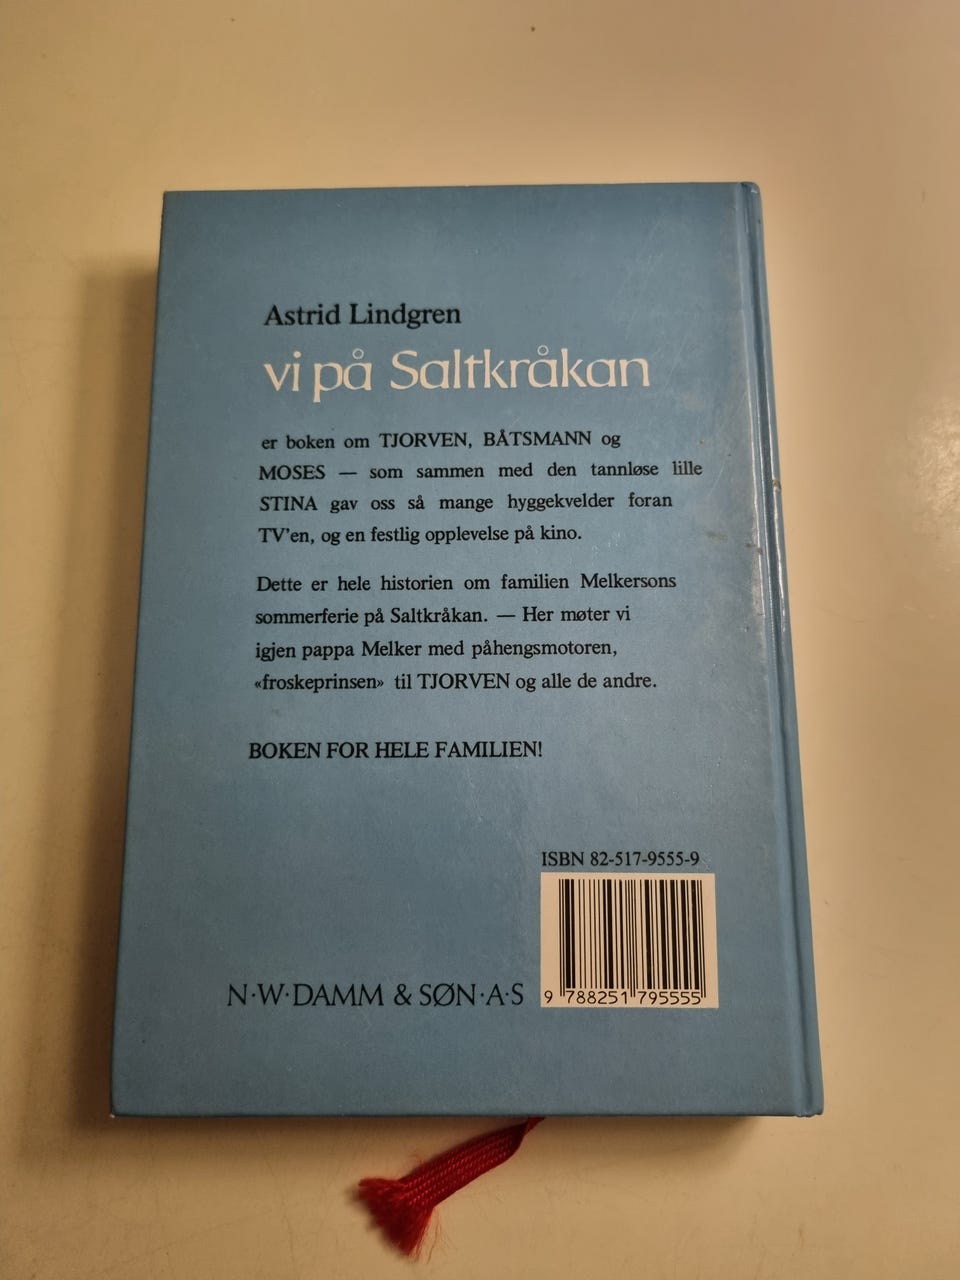 Astrid Lindgren
vi på Saltkråkan
er boken om TJORVEN, BÅTSMANN og
MOSES — som sammen med den tannløse lille
STINA gav oss så mange hyggekvelder foran
TV'en, og en festlig opplevelse på kino.
Dette er hele historien om familien Melkersons
sommerferie på Saltkråkan. — Her møter vi
igjen pappa Melker med påhengsmotoren,
«froskeprinsen» til TJORVEN og alle de andre.
BOKEN FOR HELE FAMILIEN!
ISBN 82-517-9555-9
N·W·DAMM & SØN·A·S
9 788251 795555